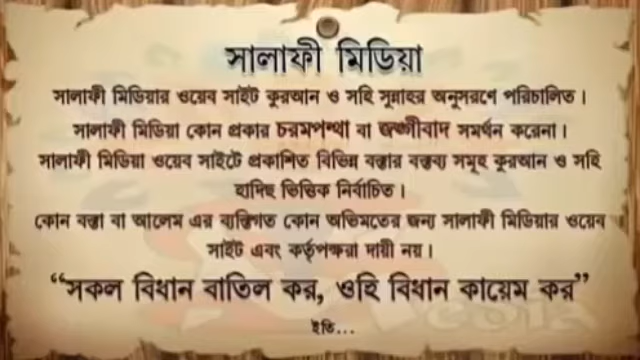 সালাফী মিডিয়া
সালাফী মিডিয়ার ওয়েব সাইট কুরআন ও সহি সুন্নাহর অনুসরণে পরিচালিত।
সালাফী মিডিয়া কোন প্রকার চরমপন্থা বা জঙ্গীবাদ সমর্থন করেনা।
সালাফী মিডিয়া ওয়েব সাইটে প্রকাশিত বিভিন্ন বক্তার বক্তব্য সমূহ কুরআন ও সহি
হাদিছ ভিত্তিক নির্বাচিত।
কোন বক্তা বা আলেম এর ব্যক্তিগত কোন অভিমতের জন্য সালাফী মিডিয়ার ওয়েব
সাইট এবং কর্তৃপক্ষরা দায়ী নয়।
“সকল বিধান বাতিল কর, ওহি বিধান কায়েম কর”
ইতি...